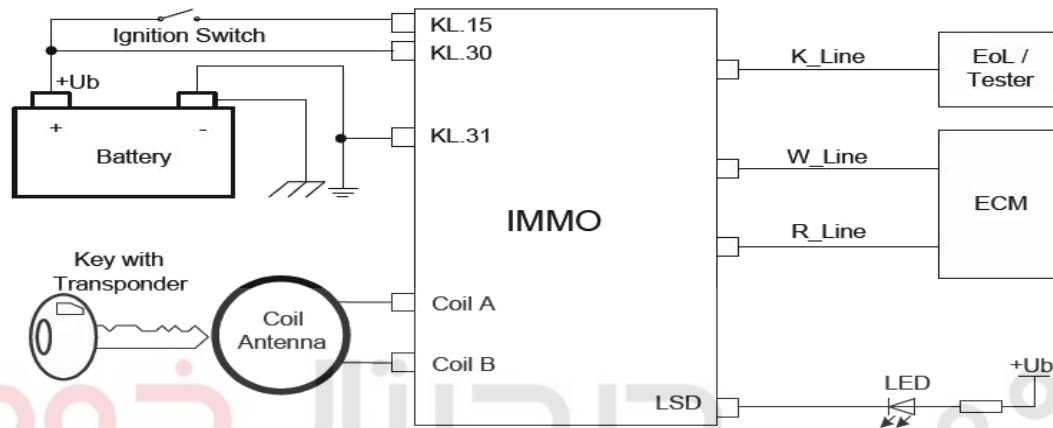 Ignition Switch
+Ub
+
-
Battery
KL.15
KL.30
KL.31
Key with
Transponder
Coil
Antenna
Coil A
Coil B
IMMO
LSD
K_Line
W_Line
R_Line
EoL /
Tester
ECM
LED
+Ub